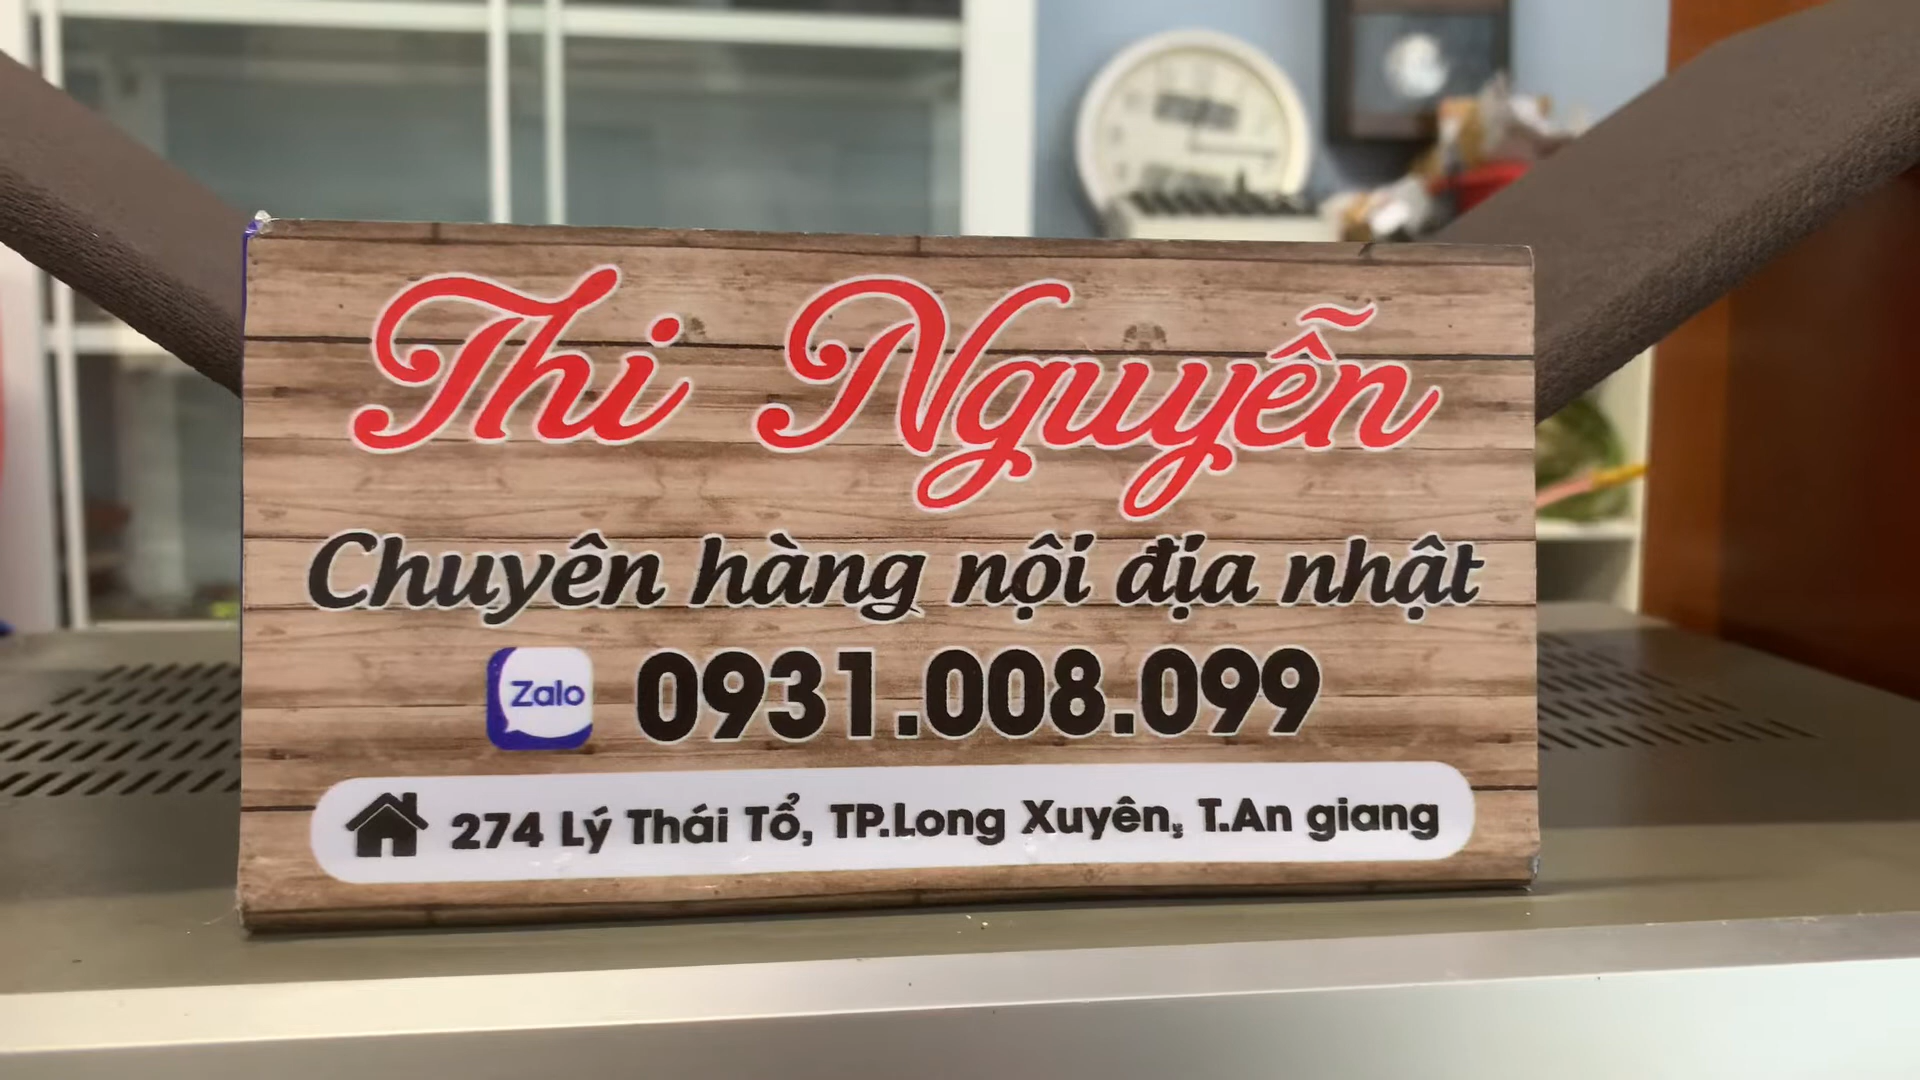 Thi Nguyễn
Chuyên hàng nội địa nhật
Zalo 0931.008.099
274 Lý Thái Tổ, TP.Long Xuyên, T.An giang